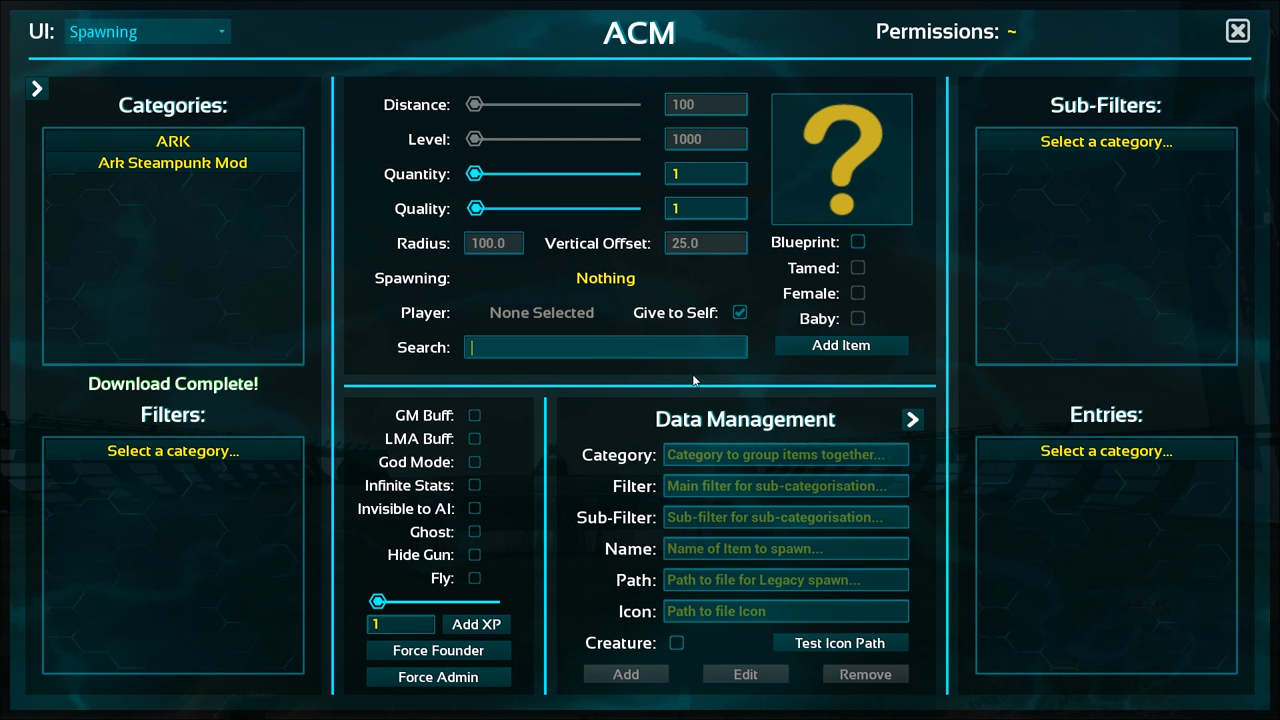 UI: Spawning
ACM
Permissions: ~
Categories:
ARK
Ark Steampunk Mod
Download Complete!
Filters:
Select a category...
Distance: 100
Level: 1000
Quantity: 1
Quality: 1
Radius: 100.0 Vertical Offset: 25.0
Spawning: Nothing
Player: None Selected Give to Self:
Search:
?
Blueprint:
Tamed:
Female:
Baby:
Add Item
GM Buff:
LMA Buff:
God Mode:
Infinite Stats:
Invisible to AI:
Ghost:
Hide Gun:
Fly:
1 Add XP
Force Founder
Force Admin
Data Management
Category: Category to group items together...
Filter: Main filter for sub-categorisation...
Sub-Filter: Sub-filter for sub-categorisation...
Name: Name of Item to spawn...
Path: Path to file for Legacy spawn...
Icon: Path to file Icon
Creature: Test Icon Path
Add Edit Remove
Sub-Filters:
Select a category...
Entries:
Select a category...